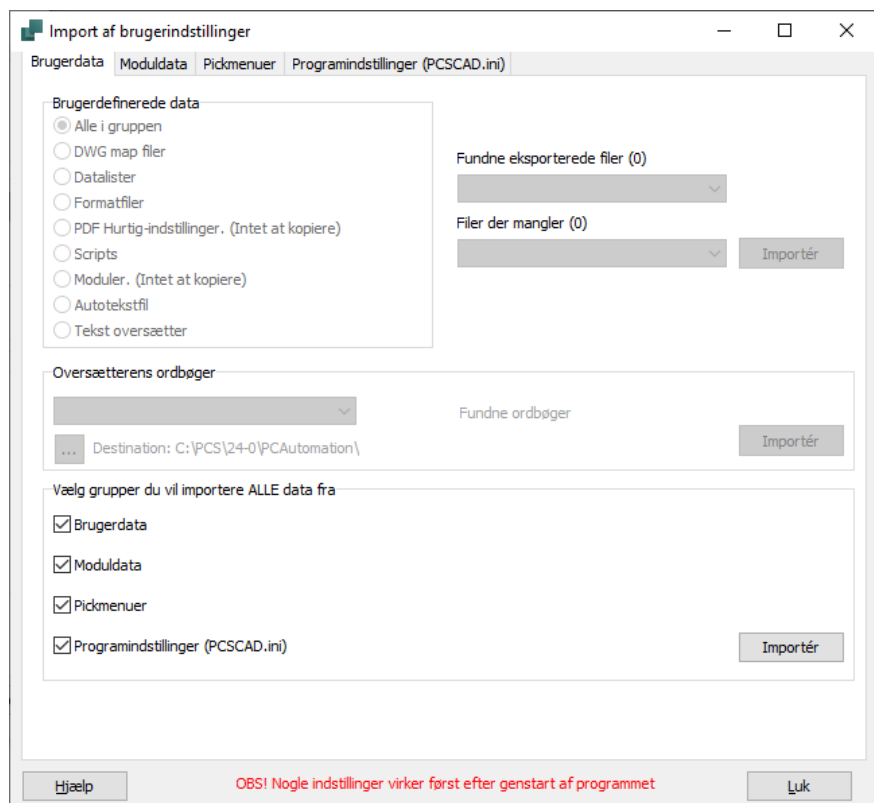 Import af brugerindstillinger
Brugerdata Moduldata Pickmenuer Programindstillinger (PCSCAD.ini)
Brugerdefinerede data
Alle i gruppen
DWG map filer
Datalister
Formatfiler
PDF Hurtig-indstillinger. (Intet at kopiere)
Scripts
Moduler. (Intet at kopiere)
Autotekstfil
Tekst oversætter
Fundne eksporterede filer (0)
Filer der mangler (0)
Importér
Oversætterens ordbøger
Fundne ordbøger
... Destination: C:\PCS\24-0\PCAutomation\
Importér
Vælg grupper du vil importere ALLE data fra
Brugerdata
Moduldata
Pickmenuer
Programindstillinger (PCSCAD.ini)
Importér
Hjælp
OBS! Nogle indstillinger virker først efter genstart af programmet
Luk